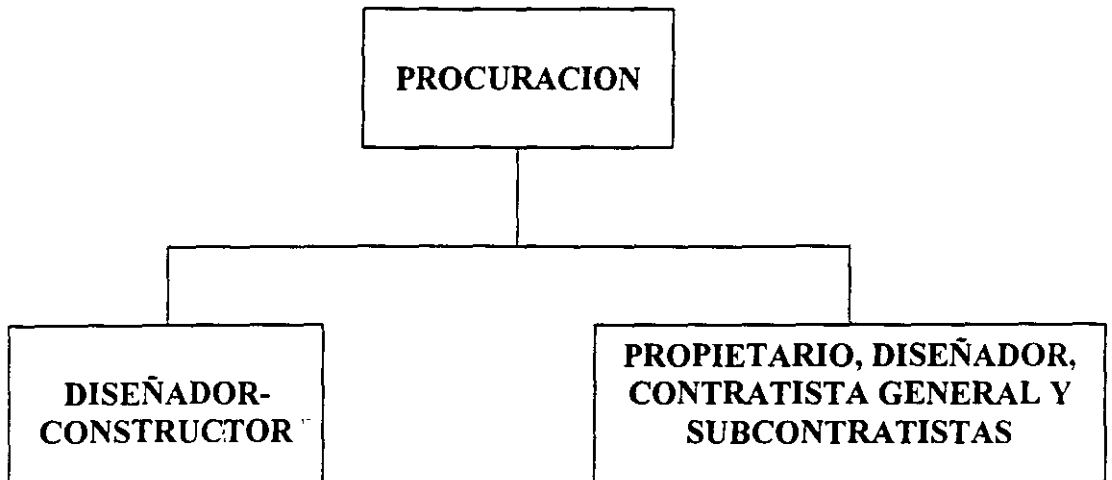 PROCURACION
DISEÑADOR-
CONSTRUCTOR
PROPIETARIO, DISEÑADOR,
CONTRATISTA GENERAL Y
SUBCONTRATISTAS